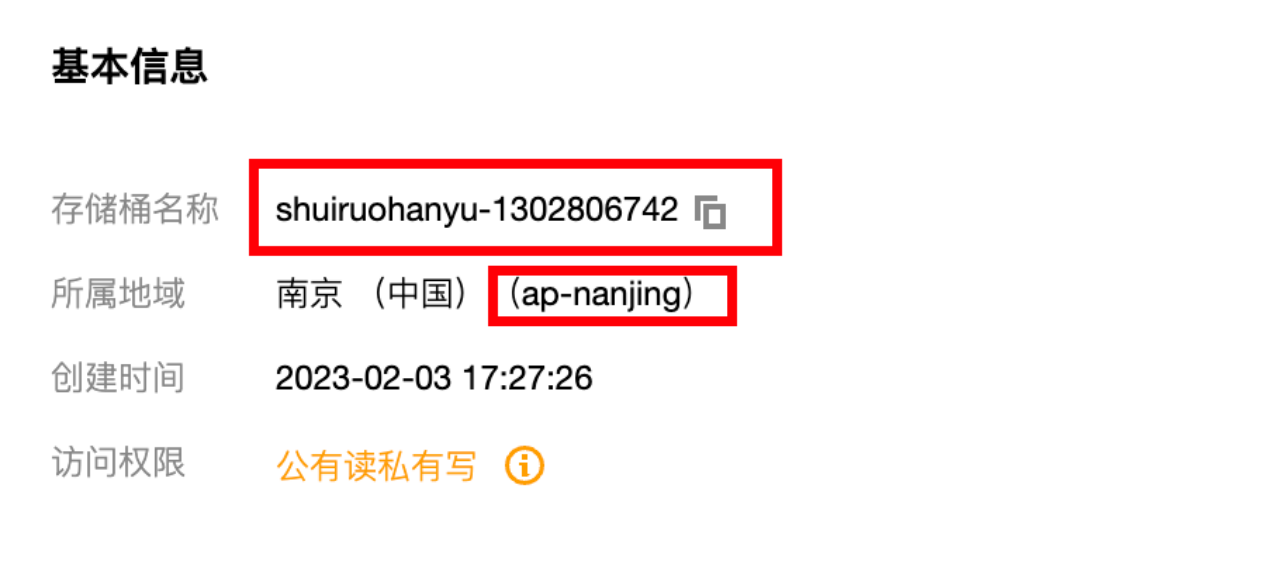 基本信息
存储桶名称 shuiruohanyu-1302806742
所属地域 南京 （中国）（ap-nanjing）
创建时间 2023-02-03 17:27:26
访问权限 公有读私有写